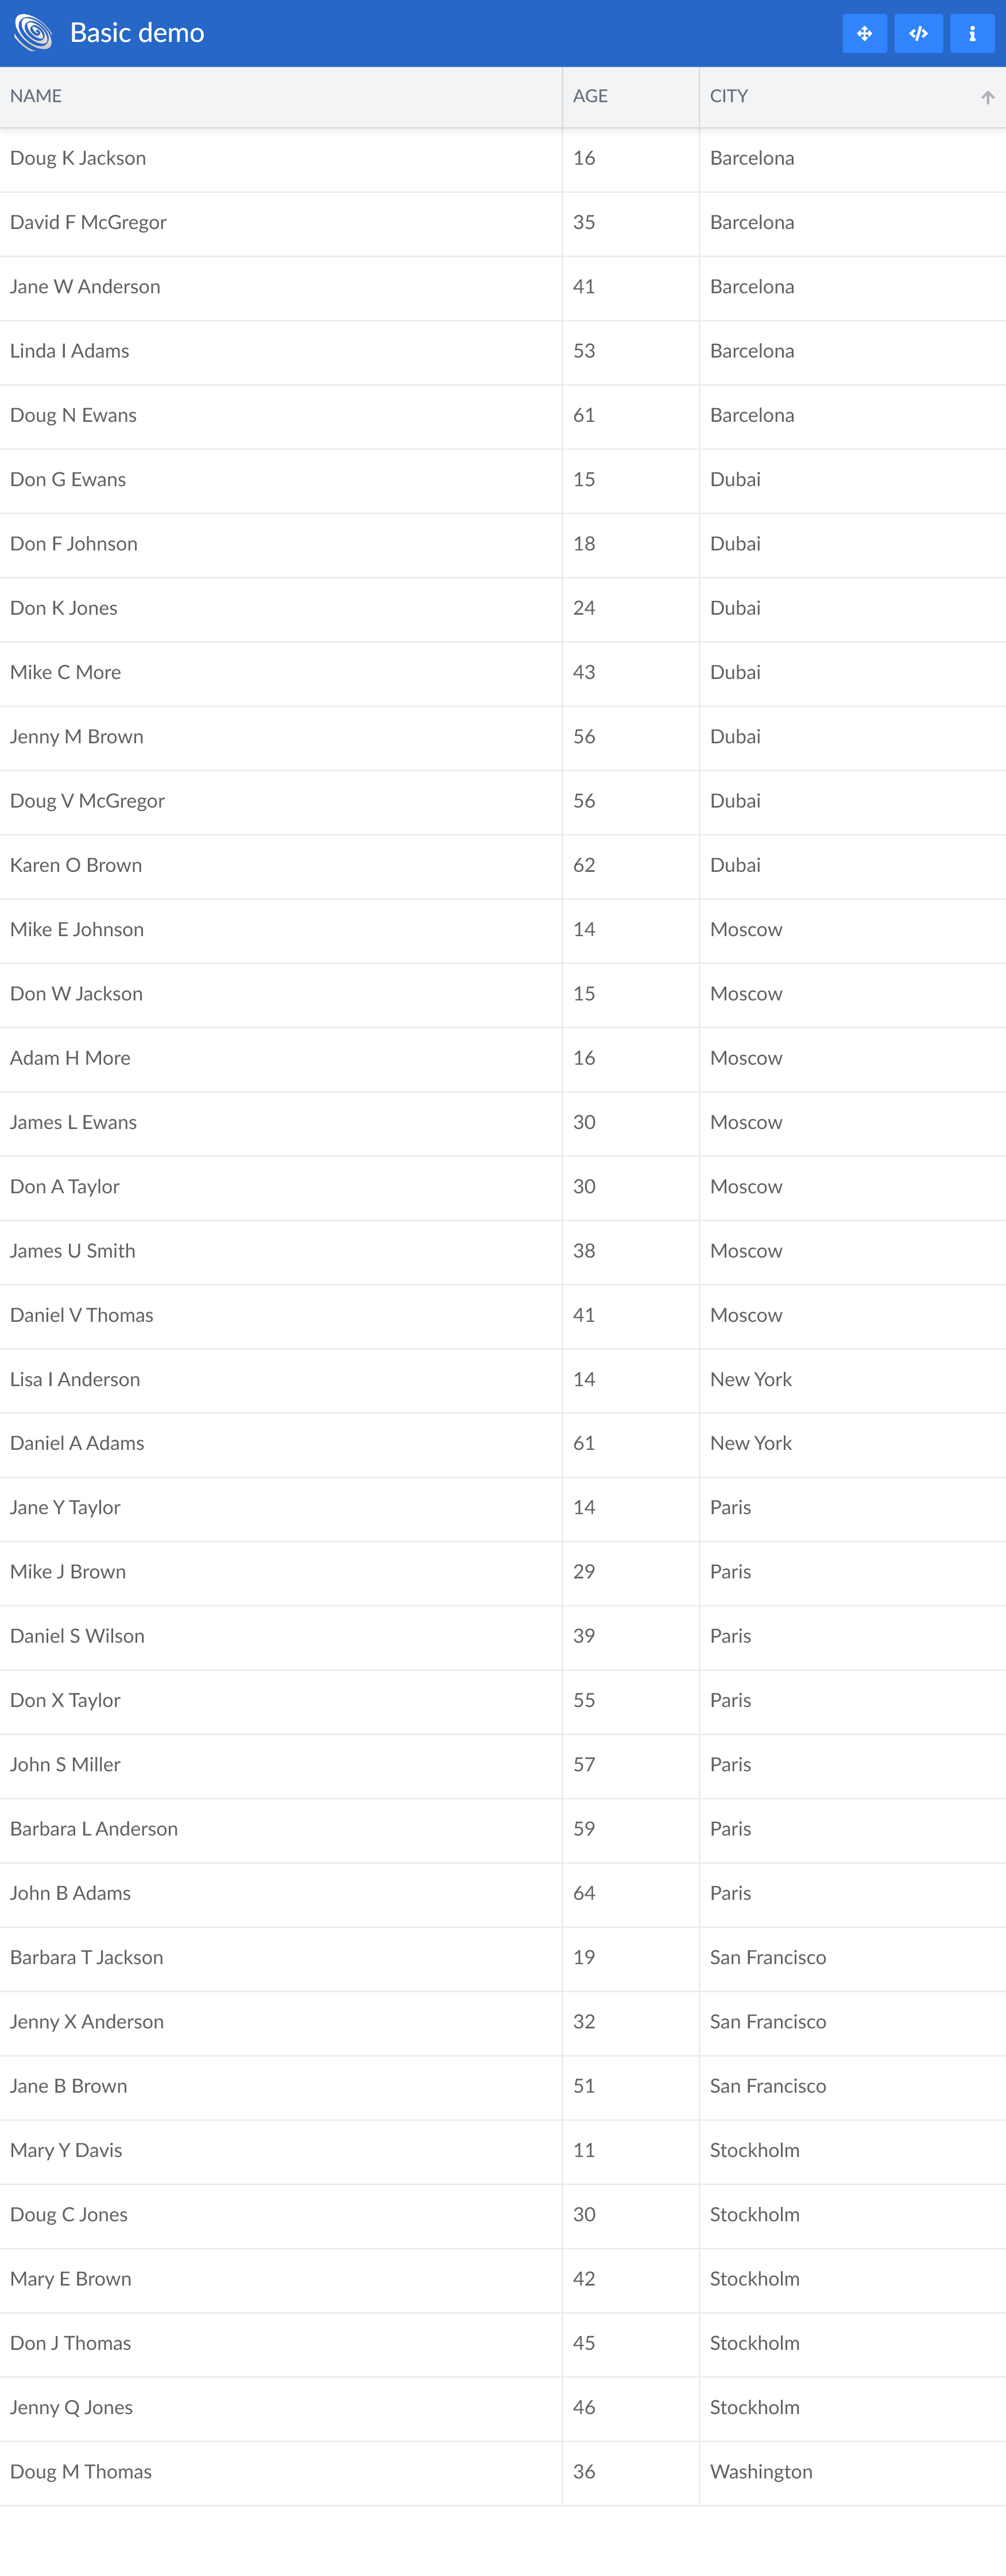 Basic demo
NAME AGE CITY
Doug K Jackson 16 Barcelona
David F McGregor 35 Barcelona
Jane W Anderson 41 Barcelona
Linda I Adams 53 Barcelona
Doug N Ewans 61 Barcelona
Don G Ewans 15 Dubai
Don F Johnson 18 Dubai
Don K Jones 24 Dubai
Mike C More 43 Dubai
Jenny M Brown 56 Dubai
Doug V McGregor 56 Dubai
Karen O Brown 62 Dubai
Mike E Johnson 14 Moscow
Don W Jackson 15 Moscow
Adam H More 16 Moscow
James L Ewans 30 Moscow
Don A Taylor 30 Moscow
James U Smith 38 Moscow
Daniel V Thomas 41 Moscow
Lisa I Anderson 14 New York
Daniel A Adams 61 New York
Jane Y Taylor 14 Paris
Mike J Brown 29 Paris
Daniel S Wilson 39 Paris
Don X Taylor 55 Paris
John S Miller 57 Paris
Barbara L Anderson 59 Paris
John B Adams 64 Paris
Barbara T Jackson 19 San Francisco
Jenny X Anderson 32 San Francisco
Jane B Brown 51 San Francisco
Mary Y Davis 11 Stockholm
Doug C Jones 30 Stockholm
Mary E Brown 42 Stockholm
Don J Thomas 45 Stockholm
Jenny Q Jones 46 Stockholm
Doug M Thomas 36 Washington